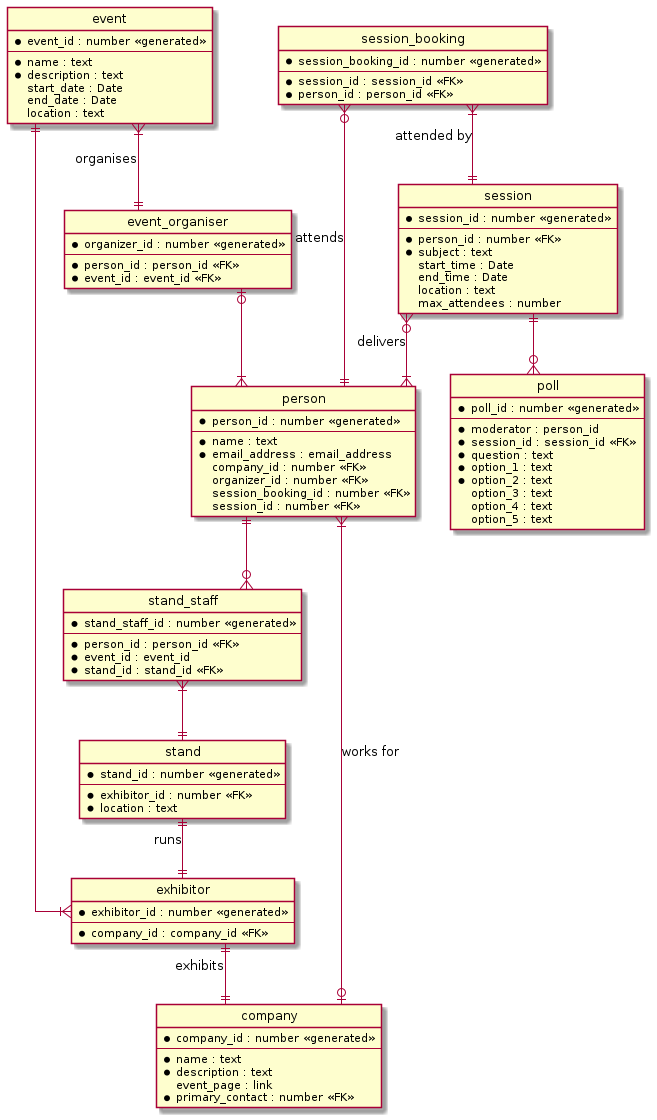 event
event_id : number «generated»
name : text
description : text
start_date : Date
end_date : Date
location : text
session_booking
session_booking_id : number «generated»
session_id : session_id «FK»
person_id : person_id «FK»
organises
attended by
event_organiser
organizer_id : number «generated»
person_id : person_id «FK»
event_id : event_id «FK»
attends
session
session_id : number «generated»
person_id : number «FK»
subject : text
start_time : Date
end_time : Date
location : text
max_attendees : number
delivers
person
person_id : number «generated»
name : text
email_address : email_address
company_id : number «FK»
organizer_id : number «FK»
session_booking_id : number «FK»
session_id : number «FK»
poll
poll_id : number «generated»
moderator : person_id
session_id : session_id «FK»
question : text
option_1 : text
option_2 : text
option_3 : text
option_4 : text
option_5 : text
stand_staff
stand_staff_id : number «generated»
person_id : person_id «FK»
event_id : event_id
stand_id : stand_id «FK»
stand
stand_id : number «generated»
exhibitor_id : number «FK»
location : text
works for
runs
exhibitor
exhibitor_id : number «generated»
company_id : company_id «FK»
exhibits
company
company_id : number «generated»
name : text
description : text
event_page : link
primary_contact : number «FK»